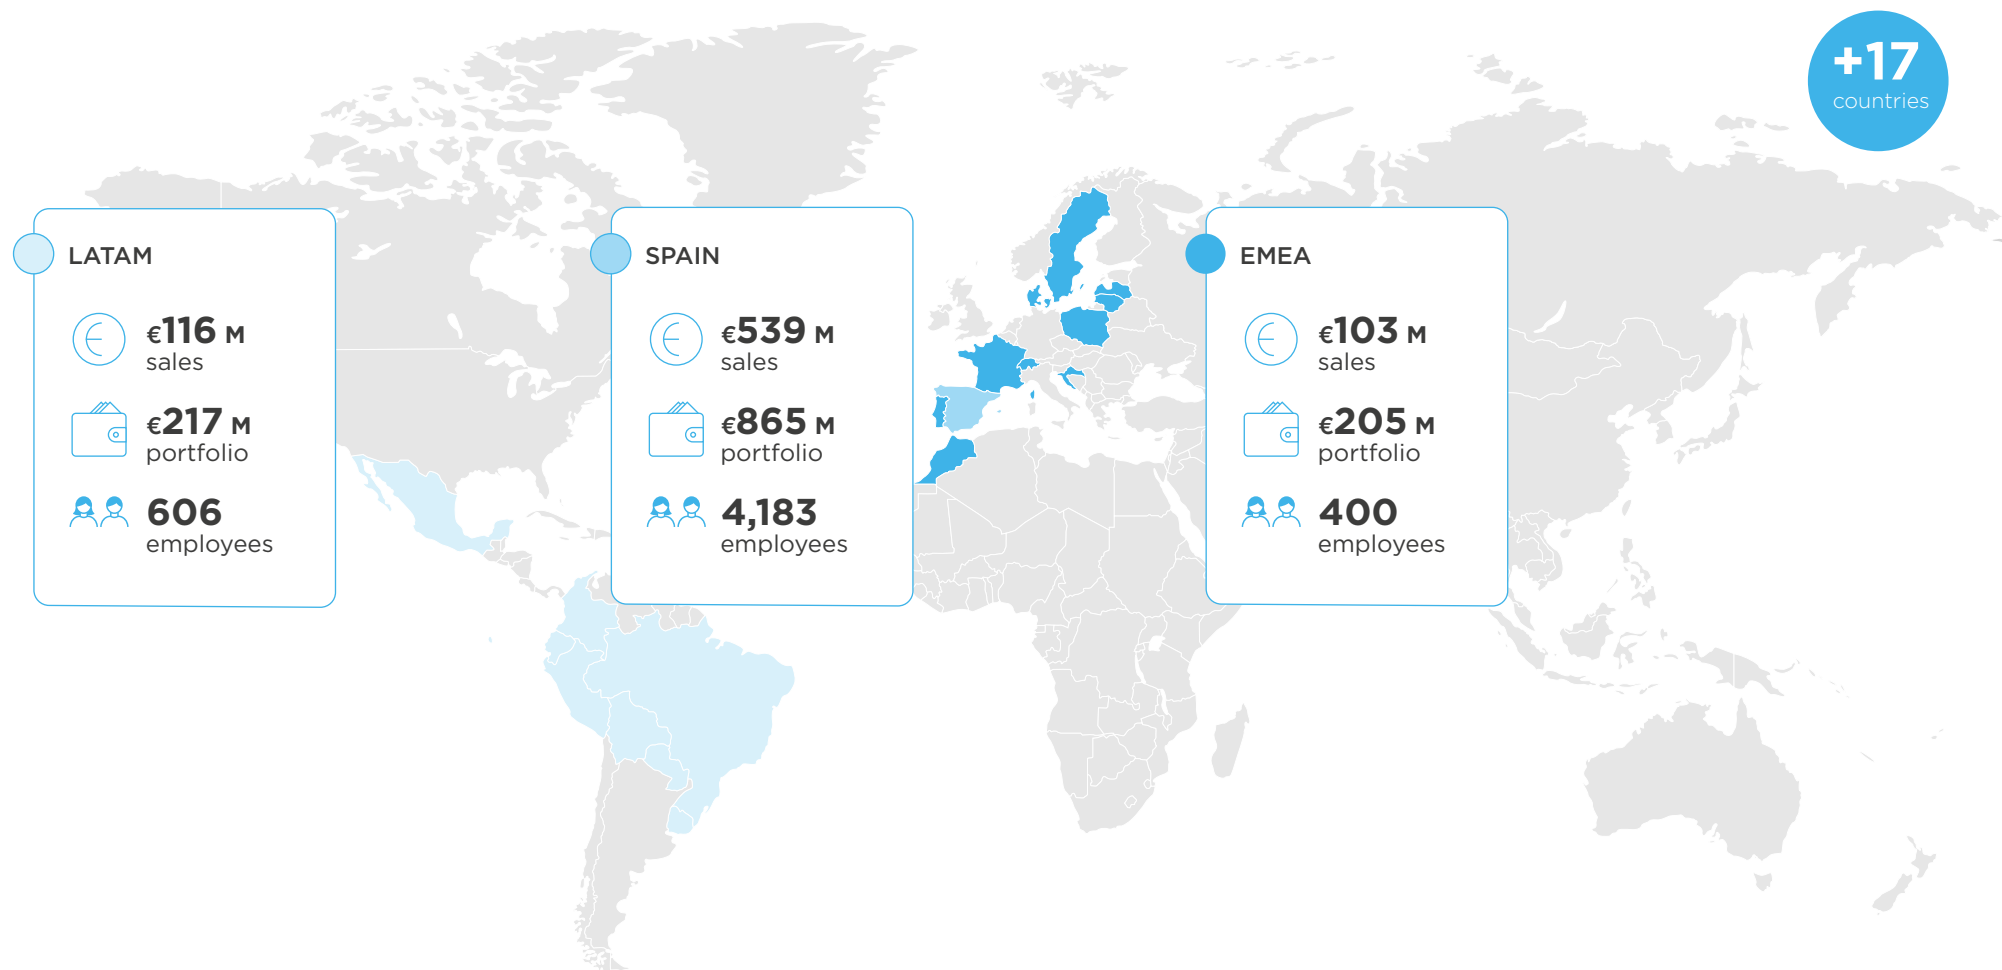 +17
countries
LATAM
€116 M
sales
€217 M
portfolio
606
employees
SPAIN
€539 M
sales
€865 M
portfolio
4,183
employees
EMEA
€103 M
sales
€205 M
portfolio
400
employees